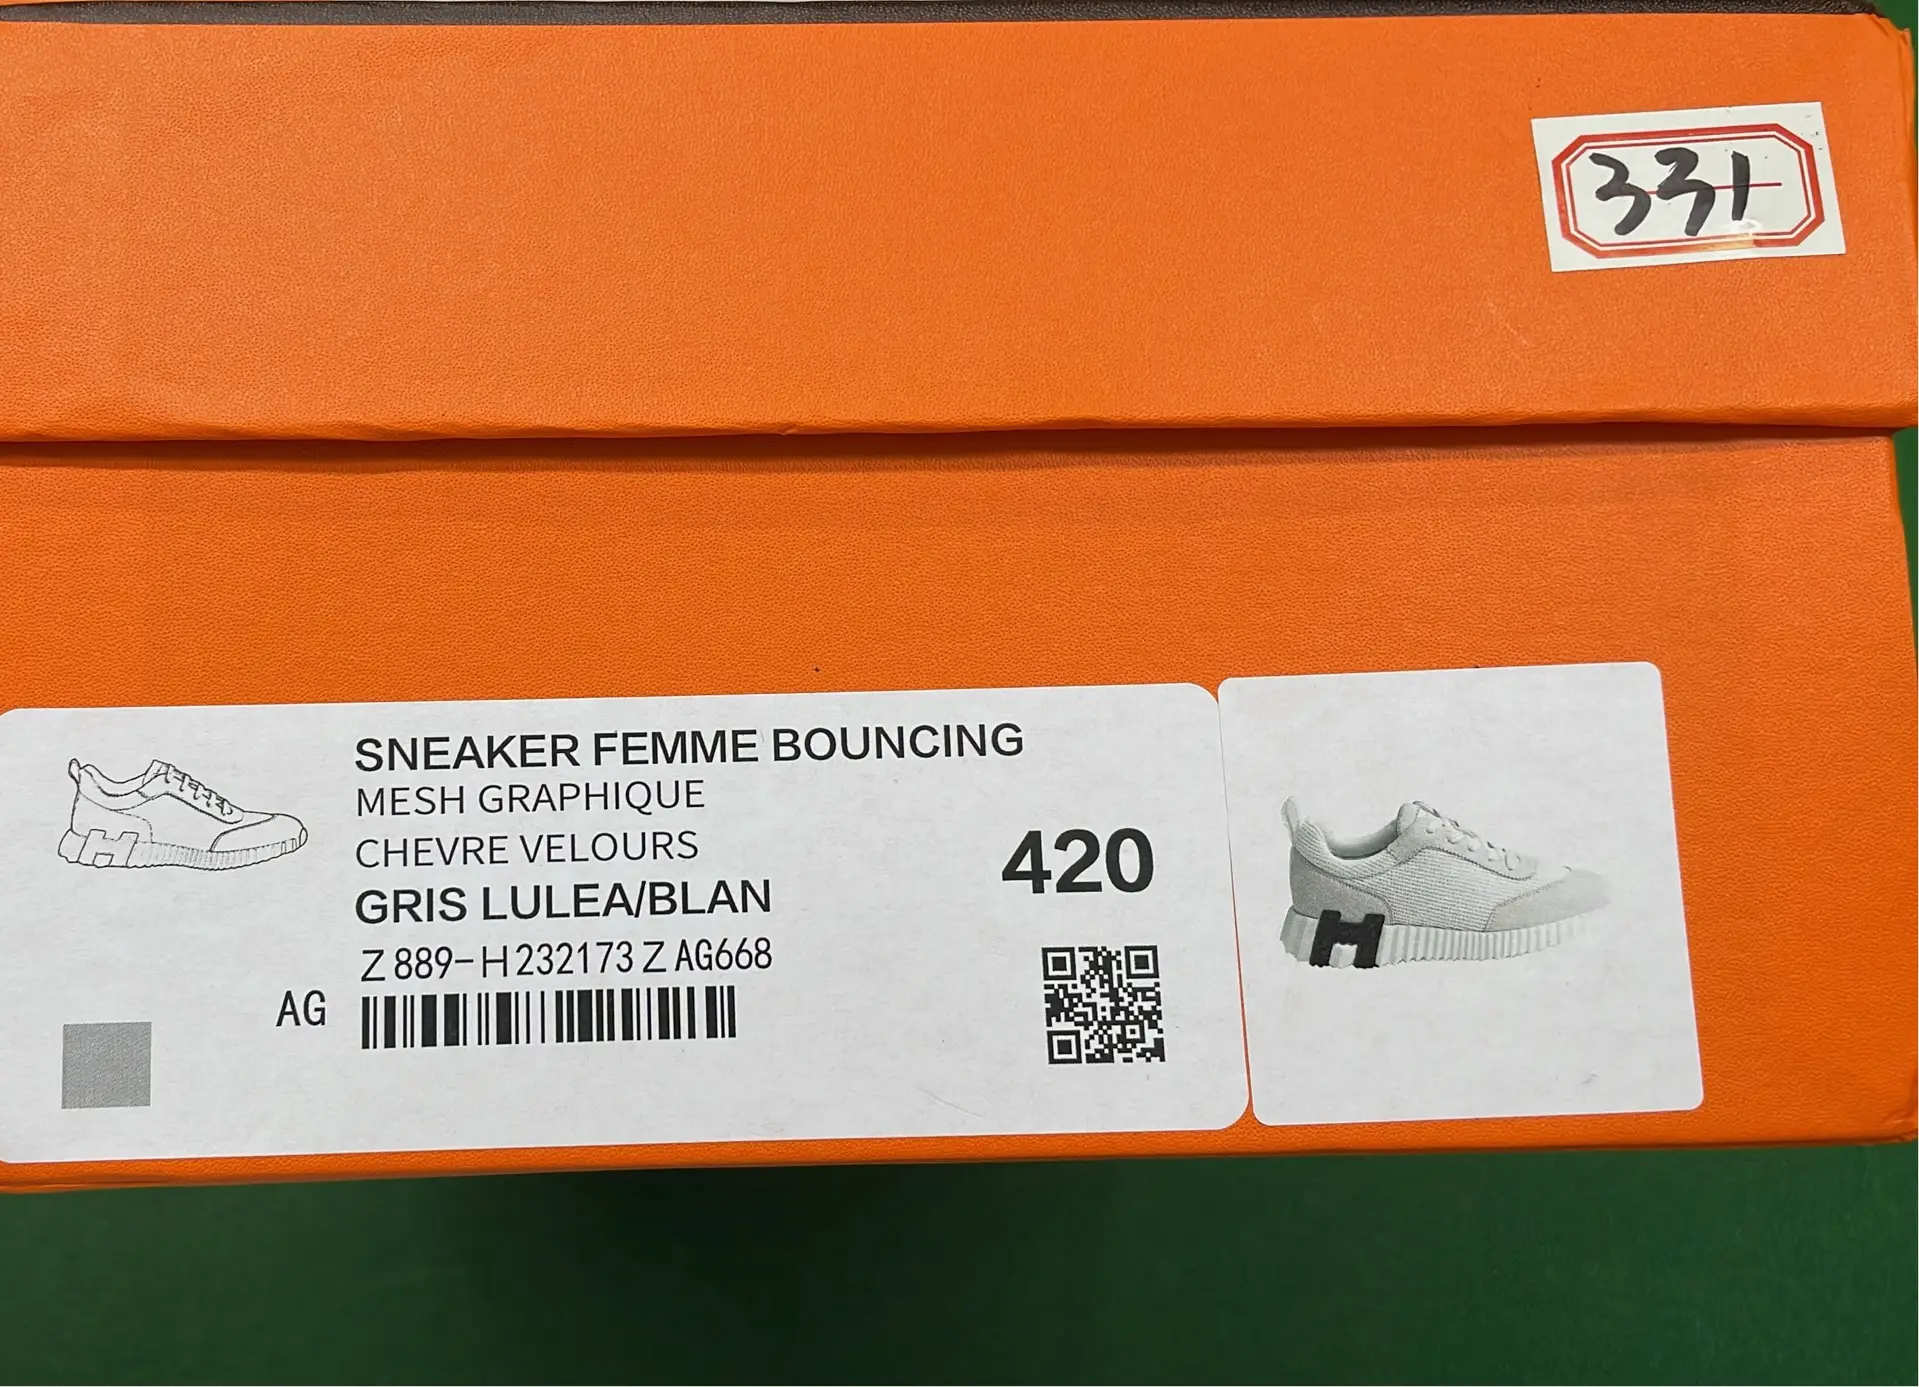 331
SNEAKER FEMME BOUNCING
MESH GRAPHIQUE
CHEVRE VELOURS
420
GRIS LULEA/BLAN
Z 889-H232173 Z AG668
AG